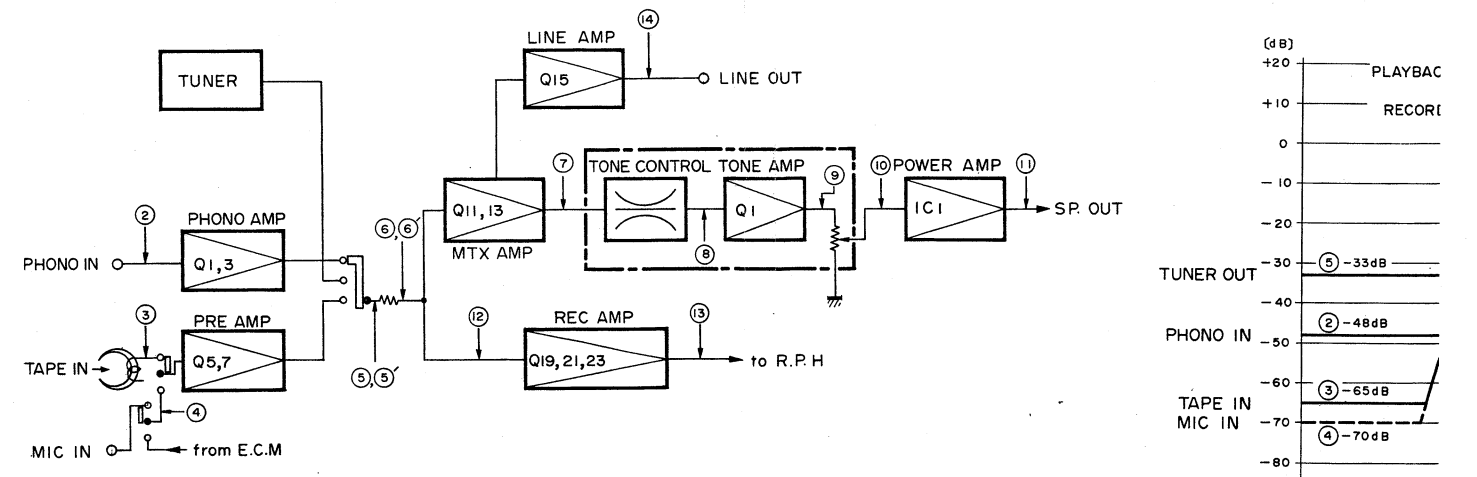 ⑭
LINE AMP
Q15
LINE OUT
TUNER
TONE CONTROL TONE AMP
⑦
⑨
⑩ POWER AMP
⑪
Q11,13
MTX AMP
Q1
⑧
IC1
SP. OUT
②
PHONO AMP
PHONO IN
Q1,3
⑥,⑥′
③
PRE AMP
TAPE IN
Q5,7
④
⑤,⑤′
MIC IN
from E.C.M
⑫
REC AMP
⑬
Q19,21,23
to R.P.H
(dB)
+20
PLAYBAC
+10
RECORD
0
-10
-20
-30
TUNER OUT
⑤ -33dB
-40
PHONO IN
② -48dB
-50
-60
TAPE IN
③ -65dB
MIC IN
-70
④ -70dB
-80